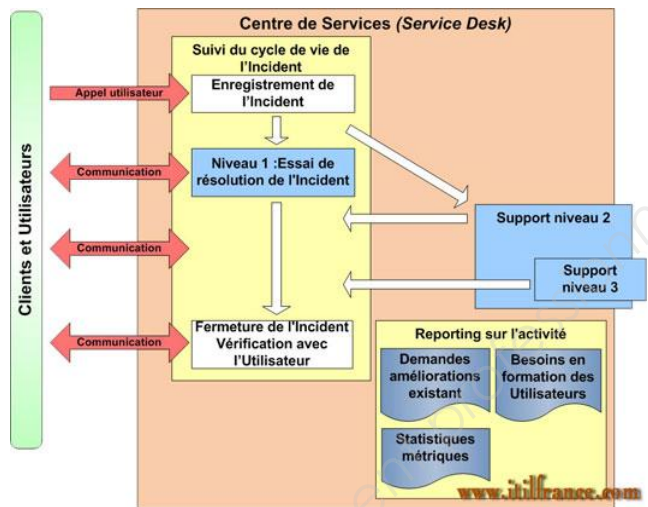 Centre de Services (Service Desk)
Suivi du cycle de vie de
l'Incident
Enregistrement de
l'Incident
Appel utilisateur
Niveau 1 :Essai de
résolution de l'Incident
Communication
Clients et Utilisateurs
Support niveau 2
Communication
Support
niveau 3
Fermeture de l'Incident
Vérification avec
l'Utilisateur
Communication
Reporting sur l'activité
Demandes
améliorations
existant
Besoins en
formation des
Utilisateurs
Statistiques
métriques
www.itilfrance.com